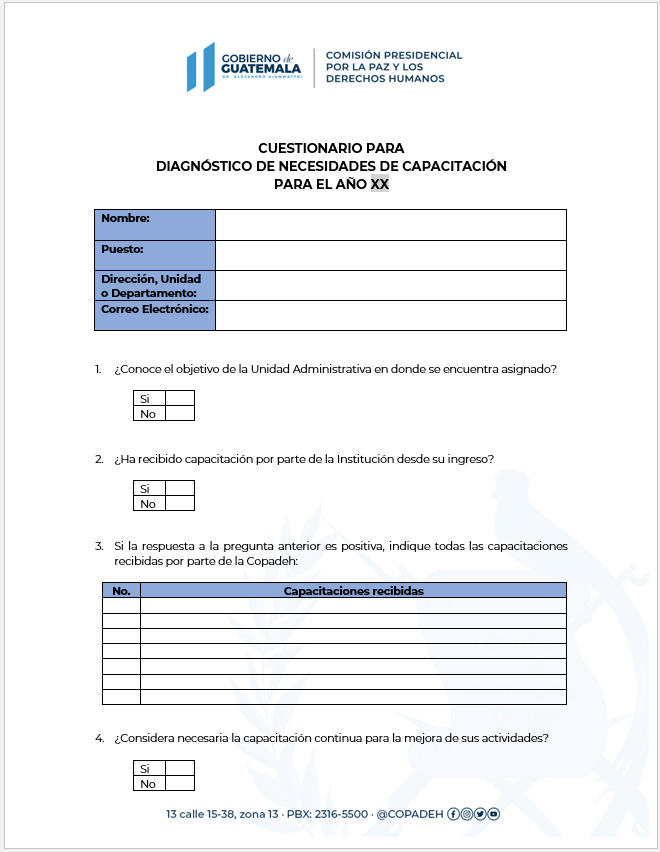 GOBIERNO de
GUATEMALA
DR. ALEJANDRO GIAMMATTEI
COMISIÓN PRESIDENCIAL
POR LA PAZ Y LOS
DERECHOS HUMANOS
CUESTIONARIO PARA
DIAGNÓSTICO DE NECESIDADES DE CAPACITACIÓN
PARA EL AÑO XX
Nombre:
Puesto:
Dirección, Unidad
o Departamento:
Correo Electrónico:
1. ¿Conoce el objetivo de la Unidad Administrativa en donde se encuentra asignado?
Si
No
2. ¿Ha recibido capacitación por parte de la Institución desde su ingreso?
Si
No
3. Si la respuesta a la pregunta anterior es positiva, indique todas las capacitaciones
recibidas por parte de la Copadeh:
No. Capacitaciones recibidas
4. ¿Considera necesaria la capacitación continua para la mejora de sus actividades?
Si
No
13 calle 15-38, zona 13 · PBX: 2316-5500 · @COPADEH